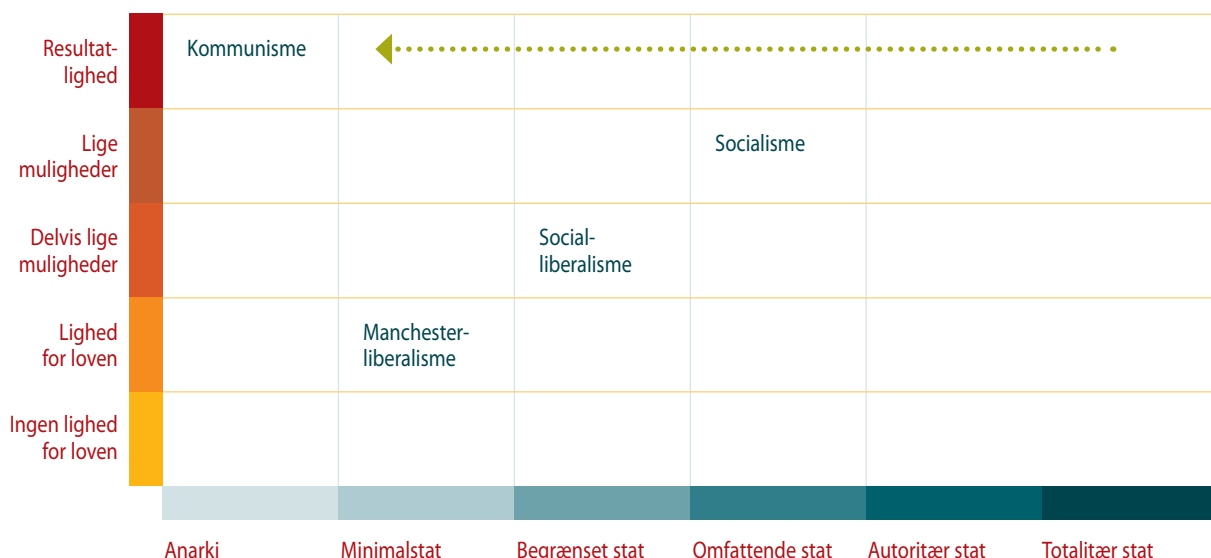 Resultat-
lighed
Kommunisme
Lige
muligheder
Socialisme
Delvis lige
muligheder
Social-
liberalisme
Lighed
for loven
Manchester-
liberalisme
Ingen lighed
for loven
Anarki
Minimalstat
Begrænset stat
Omfattende stat
Autoritær stat
Totalitær stat